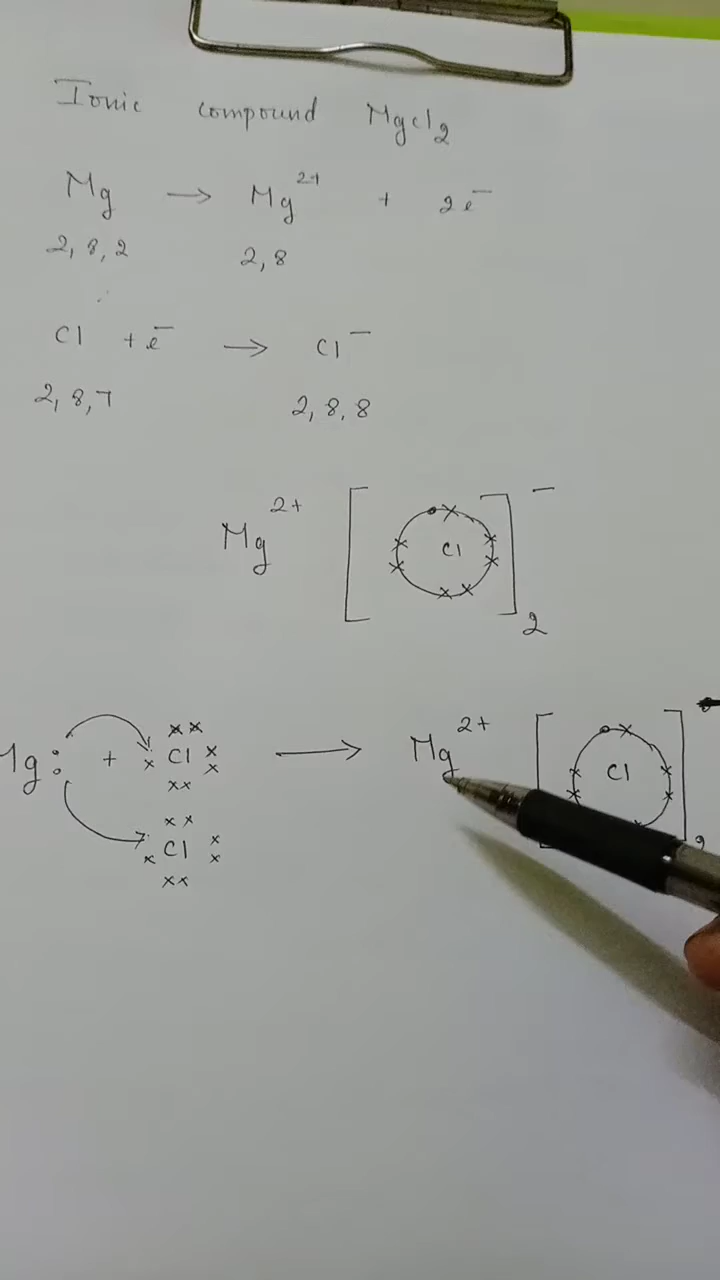 Ionic compound MgCl2
Mg → Mg2+ + 2e−
2, 8, 2 2, 8
Cl + e− → Cl−
2, 8, 7 2, 8, 8
Mg2+ [Cl]−2
Mg: + Cl → Mg2+ [Cl]
Cl